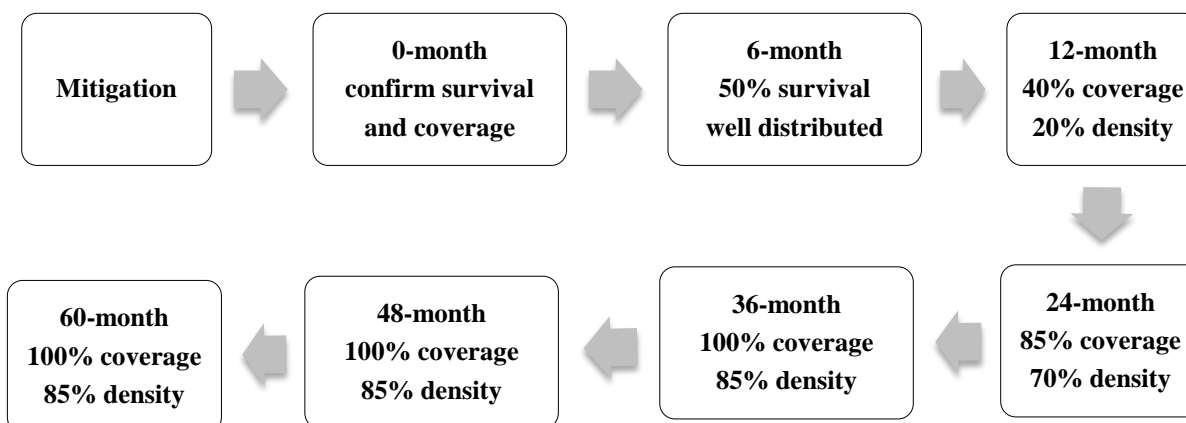 Mitigation
0-month
confirm survival
and coverage
6-month
50% survival
well distributed
12-month
40% coverage
20% density
24-month
85% coverage
70% density
36-month
100% coverage
85% density
48-month
100% coverage
85% density
60-month
100% coverage
85% density